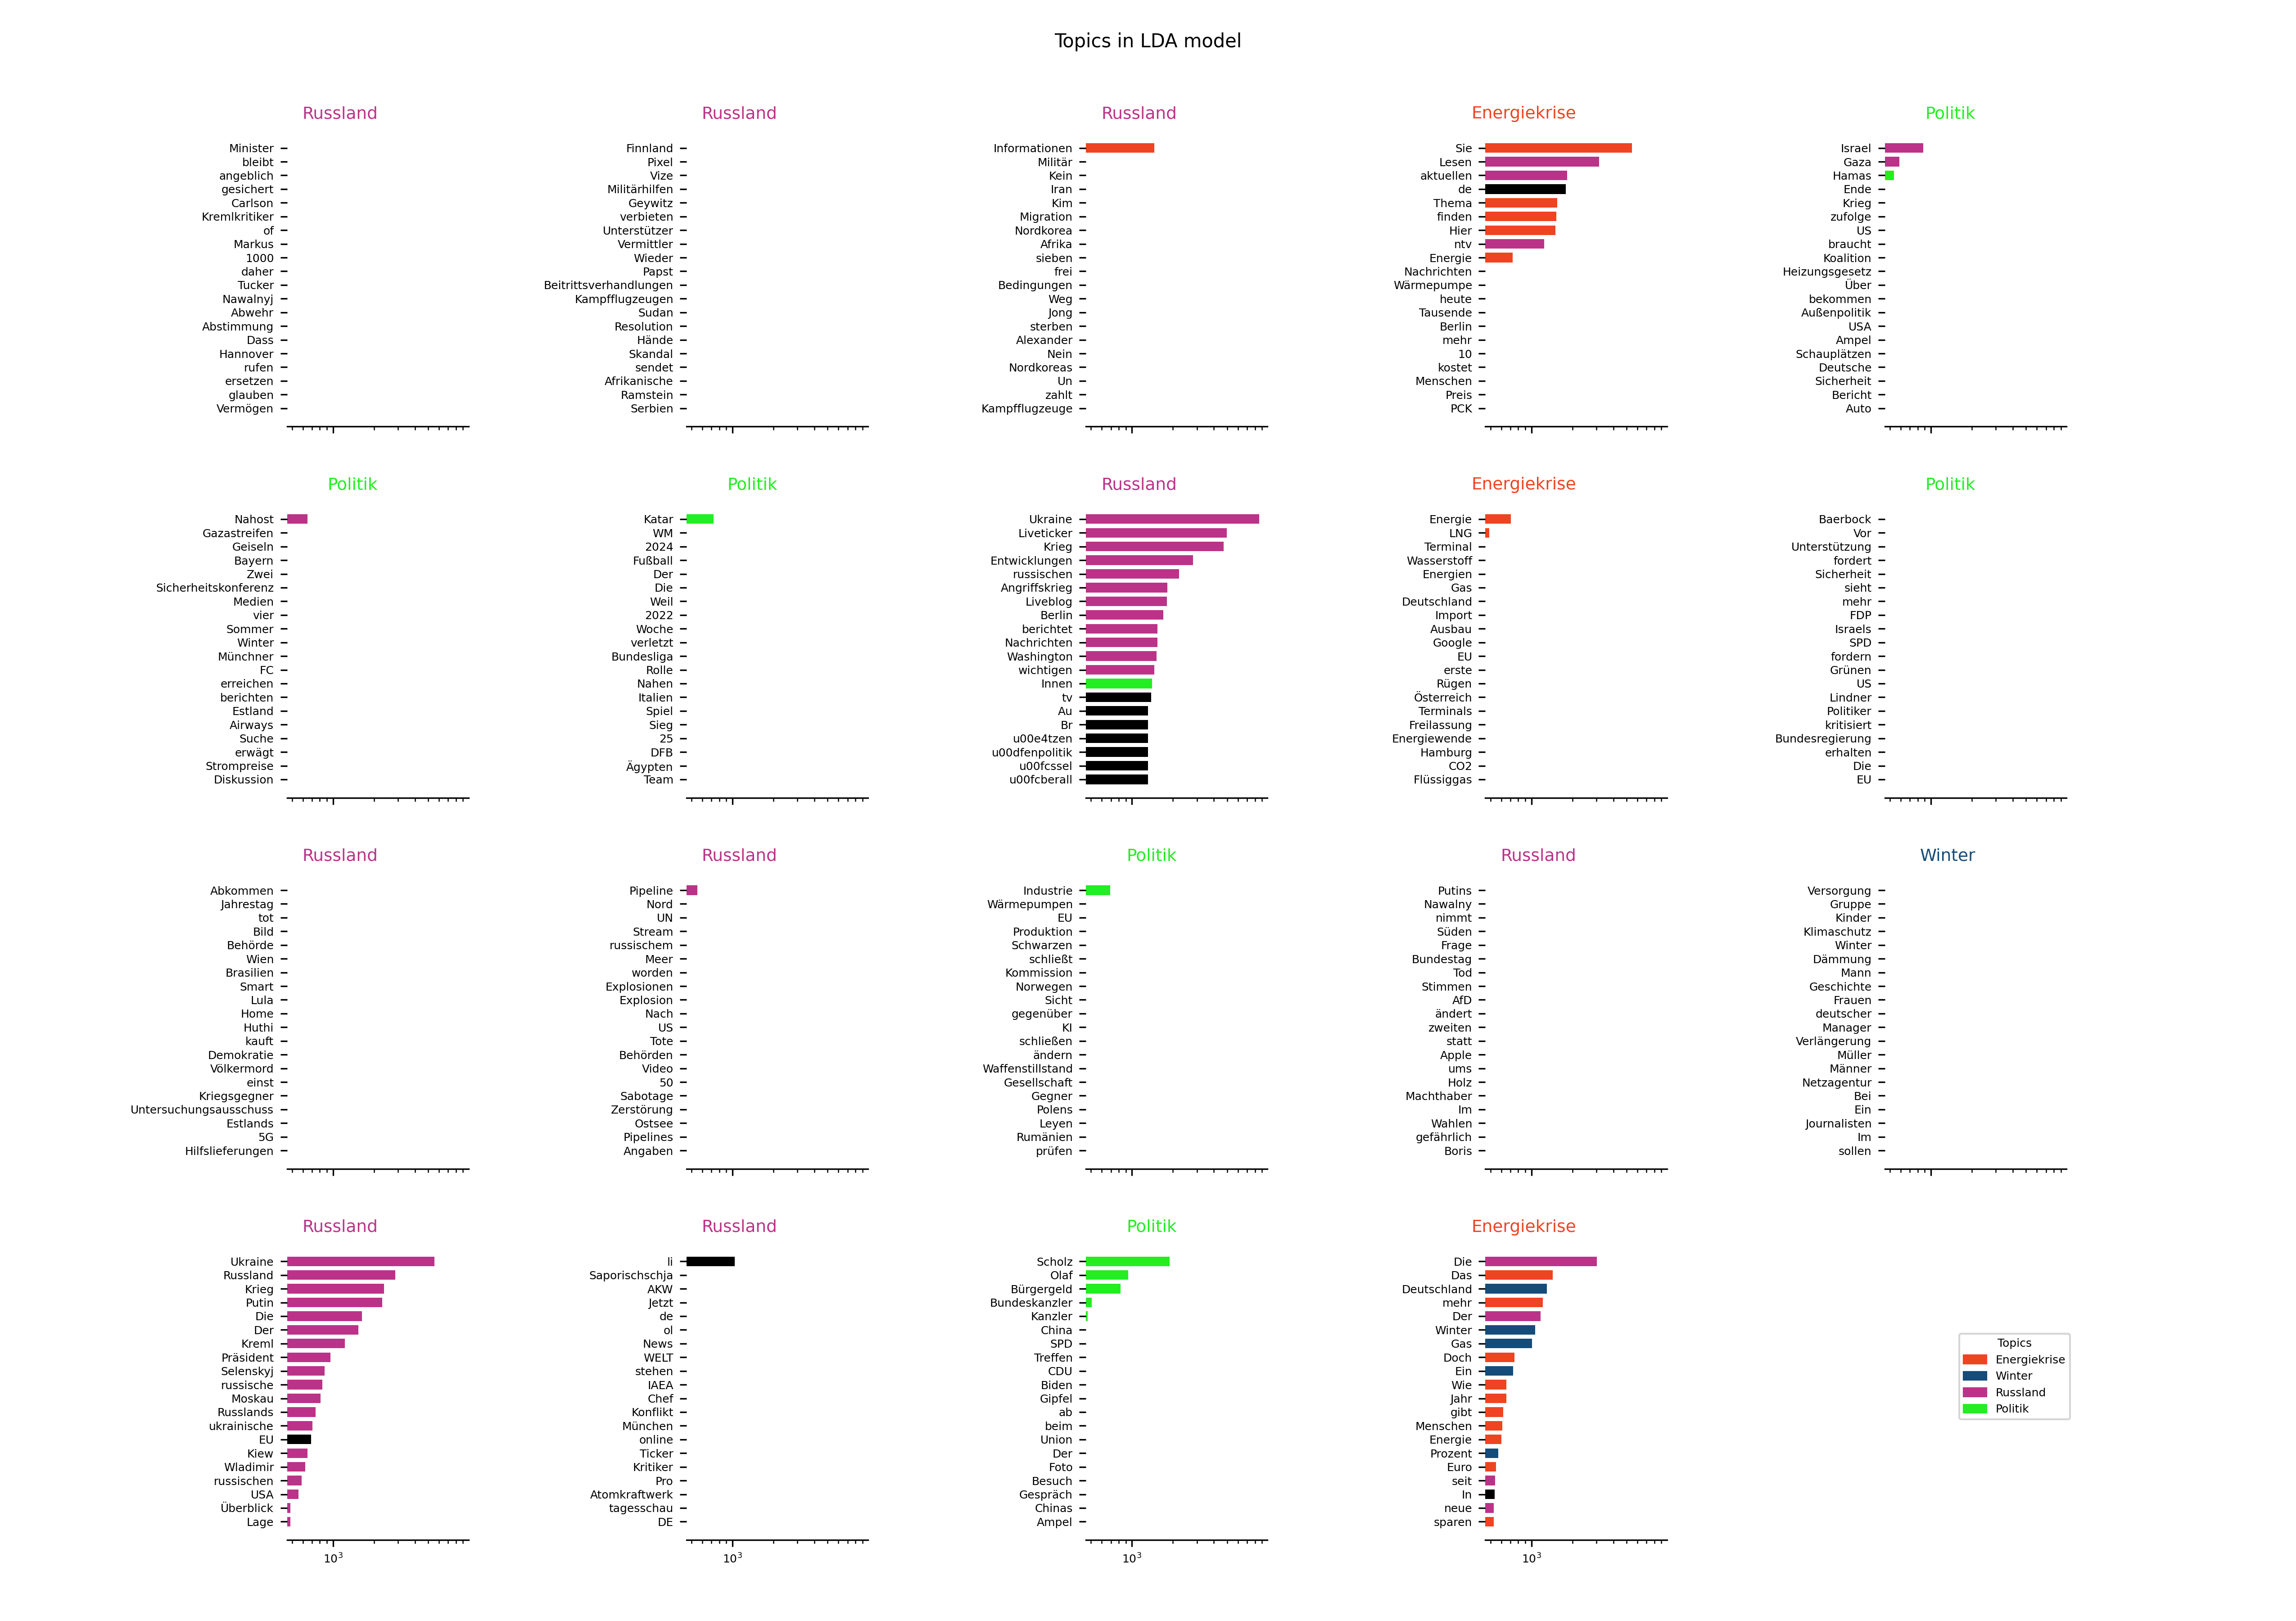 Topics in LDA model
Russland
Minister
bleibt
angeblich
gesichert
Carlson
Kremlkritiker
of
Markus
1000
daher
Tucker
Nawalnyj
Abwehr
Abstimmung
Dass
Hannover
rufen
ersetzen
glauben
Vermögen
Russland
Finnland
Pixel
Vize
Militärhilfen
Geywitz
verbieten
Unterstützer
Vermittler
Wieder
Papst
Beitrittsverhandlungen
Kampfflugzeugen
Sudan
Resolution
Hände
Skandal
sendet
Afrikanische
Ramstein
Serbien
Russland
Informationen
Militär
Kein
Iran
Kim
Migration
Nordkorea
Afrika
sieben
frei
Bedingungen
Weg
Jong
sterben
Alexander
Nein
Nordkoreas
Un
zahlt
Kampfflugzeuge
Energiekrise
Sie
Lesen
aktuellen
de
Thema
finden
Hier
ntv
Energie
Nachrichten
Wärmepumpe
heute
Tausende
Berlin
mehr
10
kostet
Menschen
Preis
PCK
Politik
Israel
Gaza
Hamas
Ende
Krieg
zufolge
US
braucht
Koalition
Heizungsgesetz
Über
bekommen
Außenpolitik
USA
Ampel
Schauplätzen
Deutsche
Sicherheit
Bericht
Auto
Politik
Nahost
Gazastreifen
Geiseln
Bayern
Zwei
Sicherheitskonferenz
Medien
vier
Sommer
Winter
Münchner
FC
erreichen
berichten
Estland
Airways
Suche
erwägt
Strompreise
Diskussion
Politik
Katar
WM
2024
Fußball
Der
Die
Weil
2022
Woche
verletzt
Bundesliga
Rolle
Nahen
Italien
Spiel
Sieg
25
DFB
Ägypten
Team
Russland
Ukraine
Liveticker
Krieg
Entwicklungen
russischen
Angriffskrieg
Liveblog
Berlin
berichtet
Nachrichten
Washington
wichtigen
Innen
tv
Au
Br
u00e4tzen
u00dfenpolitik
u00fcssel
u00fcberall
Energiekrise
Energie
LNG
Terminal
Wasserstoff
Energien
Gas
Deutschland
Import
Ausbau
Google
EU
erste
Rügen
Österreich
Terminals
Freilassung
Energiewende
Hamburg
CO2
Flüssiggas
Politik
Baerbock
Vor
Unterstützung
fordert
Sicherheit
sieht
mehr
FDP
Israels
SPD
fordern
Grünen
US
Lindner
Politiker
kritisiert
Bundesregierung
erhalten
Die
EU
Russland
Abkommen
Jahrestag
tot
Bild
Behörde
Wien
Brasilien
Smart
Lula
Home
Huthi
kauft
Demokratie
Völkermord
einst
Kriegsgegner
Untersuchungsausschuss
Estlands
5G
Hilfslieferungen
Russland
Pipeline
Nord
UN
Stream
russischem
Meer
worden
Explosionen
Explosion
Nach
US
Tote
Behörden
Video
50
Sabotage
Zerstörung
Ostsee
Pipelines
Angaben
Politik
Industrie
Wärmepumpen
EU
Produktion
Schwarzen
schließt
Kommission
Norwegen
Sicht
gegenüber
KI
schließen
ändern
Waffenstillstand
Gesellschaft
Gegner
Polens
Leyen
Rumänien
prüfen
Russland
Putins
Nawalny
nimmt
Süden
Frage
Bundestag
Tod
Stimmen
AfD
ändert
zweiten
statt
Apple
ums
Holz
Machthaber
Im
Wahlen
gefährlich
Boris
Winter
Versorgung
Gruppe
Kinder
Klimaschutz
Winter
Dämmung
Mann
Geschichte
Frauen
deutscher
Manager
Verlängerung
Müller
Männer
Netzagentur
Bei
Ein
Journalisten
Im
sollen
Russland
Ukraine
Russland
Krieg
Putin
Die
Der
Kreml
Präsident
Selenskyj
russische
Moskau
Russlands
ukrainische
EU
Kiew
Wladimir
russischen
USA
Überblick
Lage
10³
Russland
li
Saporischschja
AKW
Jetzt
de
ol
News
WELT
stehen
IAEA
Chef
Konflikt
München
online
Ticker
Kritiker
Pro
Atomkraftwerk
tagesschau
DE
10³
Politik
Scholz
Olaf
Bürgergeld
Bundeskanzler
Kanzler
China
SPD
Treffen
CDU
Biden
Gipfel
ab
beim
Union
Der
Foto
Besuch
Gespräch
Chinas
Ampel
10³
Energiekrise
Die
Das
Deutschland
mehr
Der
Winter
Gas
Doch
Ein
Wie
Jahr
gibt
Menschen
Energie
Prozent
Euro
seit
In
neue
sparen
10³
Topics
Energiekrise
Winter
Russland
Politik